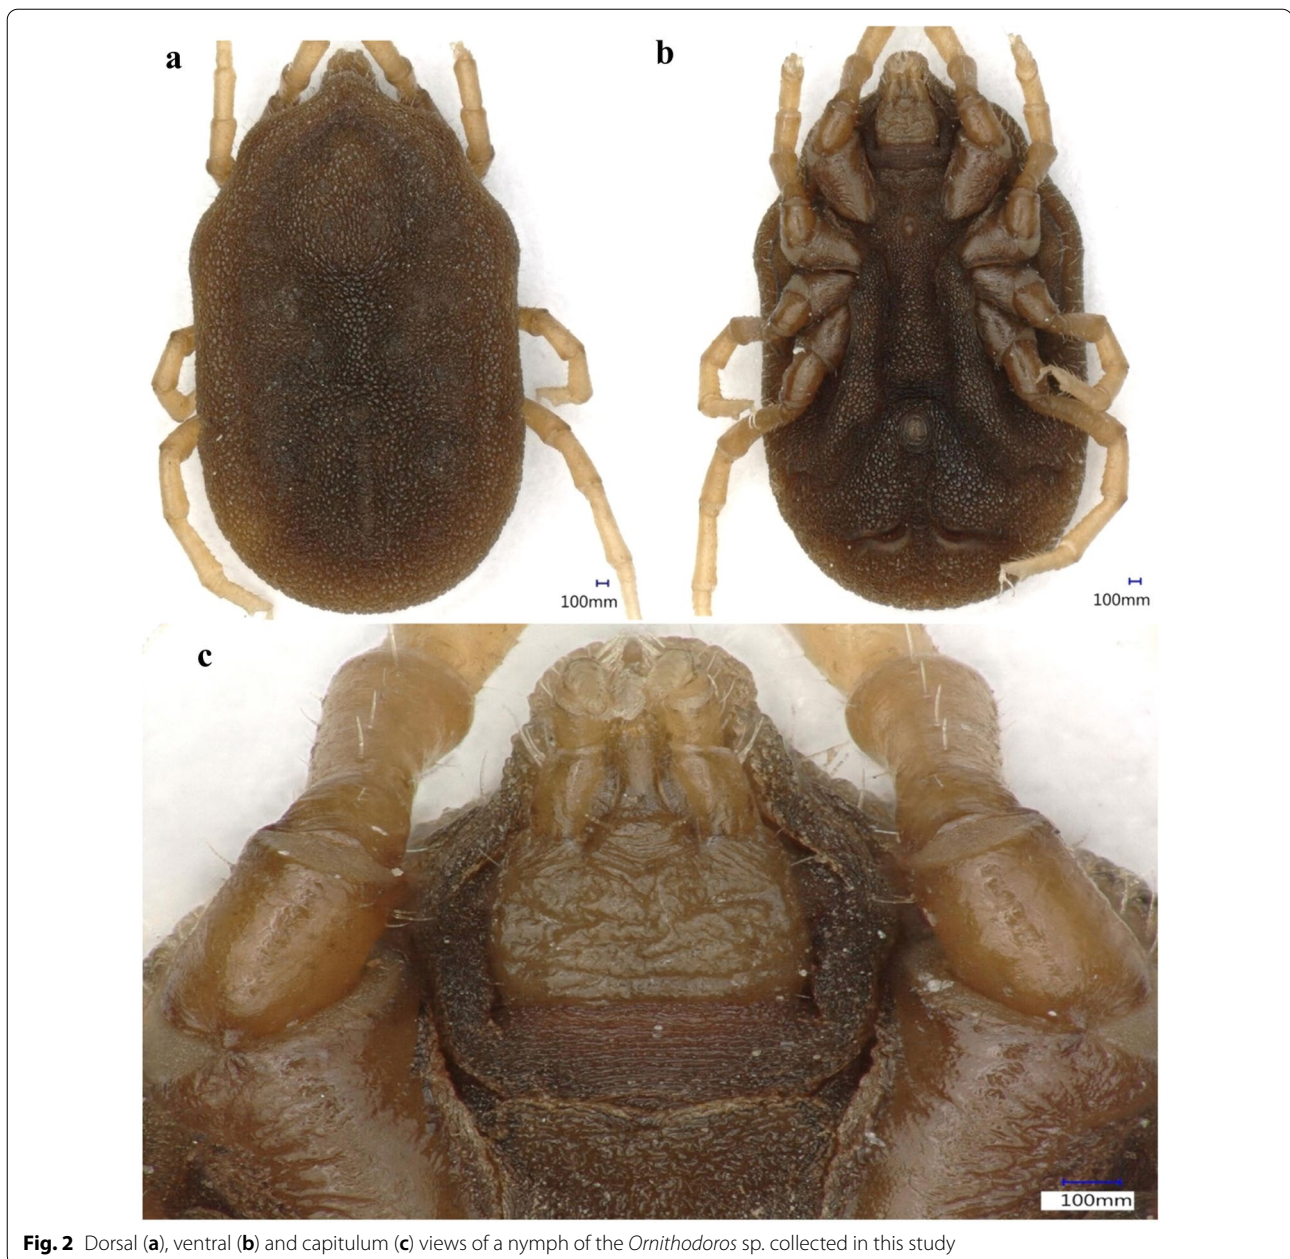 a
b
100mm
100mm
c
100mm
Fig. 2 Dorsal (a), ventral (b) and capitulum (c) views of a nymph of the Ornithodoros sp. collected in this study